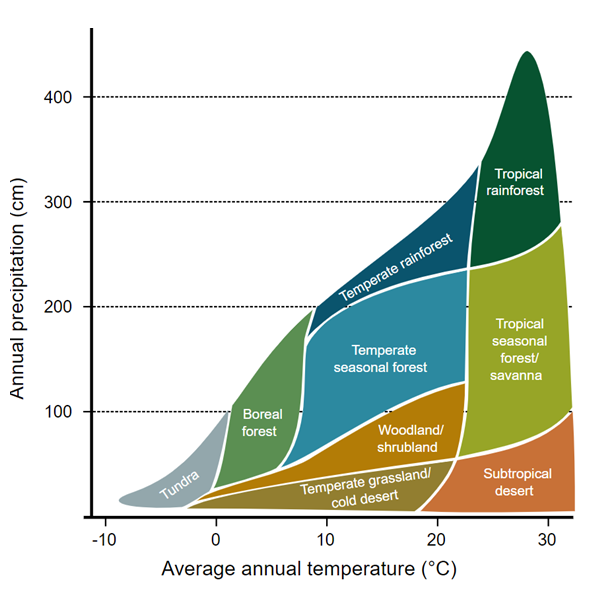 Annual precipitation (cm)
400
300
200
100
Tropical
rainforest
Temperate rainforest
Temperate
seasonal forest
Tropical
seasonal
forest/
savanna
Boreal
forest
Woodland/
shrubland
Tundra
Temperate grassland/
cold desert
Subtropical
desert
-10
0
10
20
30
Average annual temperature (°C)